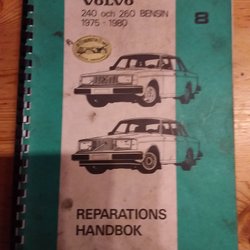 VOLVO
240 och 260 BENSIN
1975 - 1980
8
REPARATIONS
HANDBOK